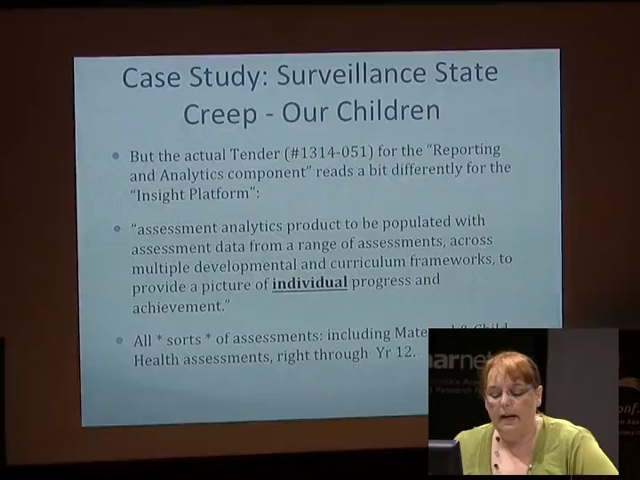 Case Study: Surveillance State
Creep - Our Children
But the actual Tender (#1314-051) for the "Reporting
and Analytics component" reads a bit differently for the
"Insight Platform":
"assessment analytics product to be populated with
assessment data from a range of assessments, across
multiple developmental and curriculum frameworks, to
provide a picture of individual progress and
achievement."
All * sorts * of assessments: including
Health assessments, right through Yr 12.